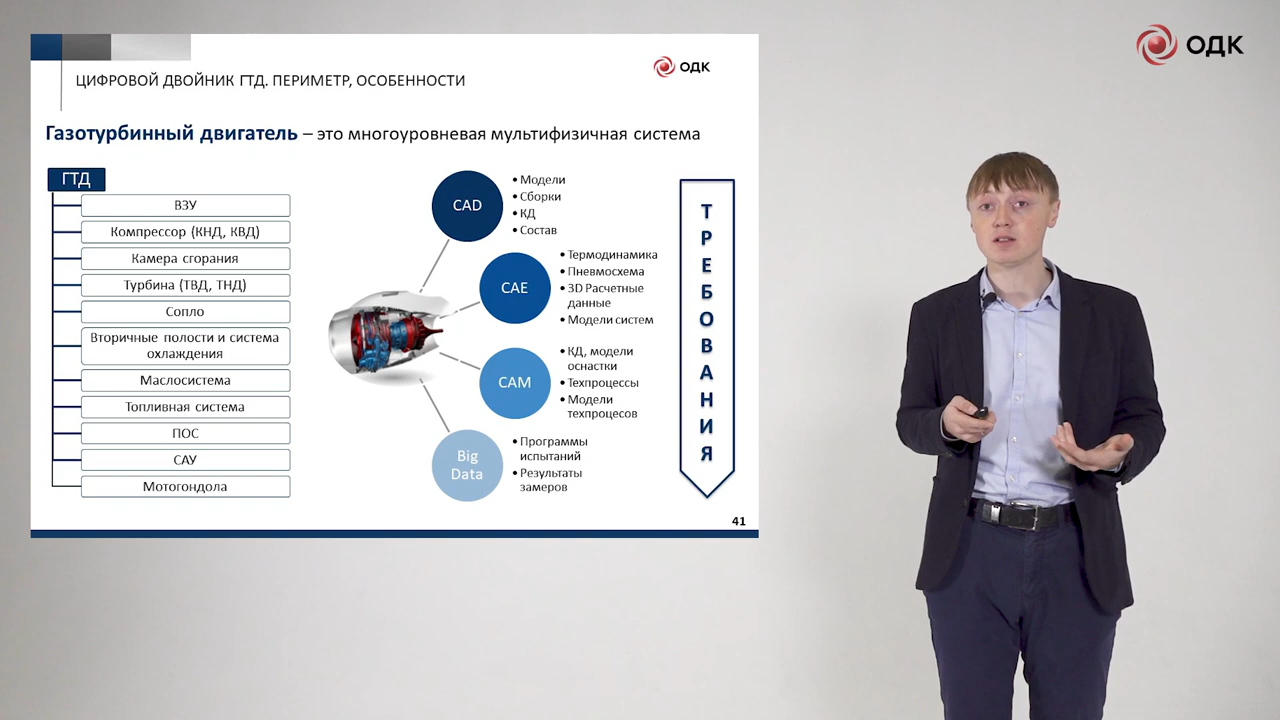 ОДК
ЦИФРОВОЙ ДВОЙНИК ГТД. ПЕРИМЕТР, ОСОБЕННОСТИ
ОДК
Газотурбинный двигатель – это многоуровневая мультифизичная система
ГТД
ВЗУ
Компрессор (КНД, КВД)
Камера сгорания
Турбина (ТВД, ТНД)
Сопло
Вторичные полости и система
охлаждения
Маслосистема
Топливная система
ПОС
САУ
Мотогондола
CAD
• Модели
• Сборки
• КД
• Состав
CAE
• Термодинамика
• Пневмосхема
• 3D Расчетные
данные
• Модели систем
CAM
• КД, модели
оснастки
• Техпроцессы
• Модели
техпроцесов
Big
Data
• Программы
испытаний
• Результаты
замеров
Т
Р
Е
Б
О
В
А
Н
И
Я
41